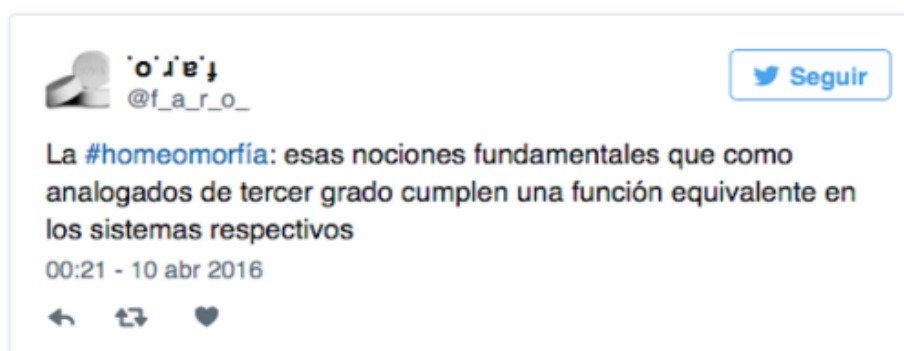 ˙o˙ɹ˙ɐ˙ɟ
@f_a_r_o_
Seguir
La #homeomorfía: esas nociones fundamentales que como
analogados de tercer grado cumplen una función equivalente en
los sistemas respectivos
00:21 - 10 abr 2016